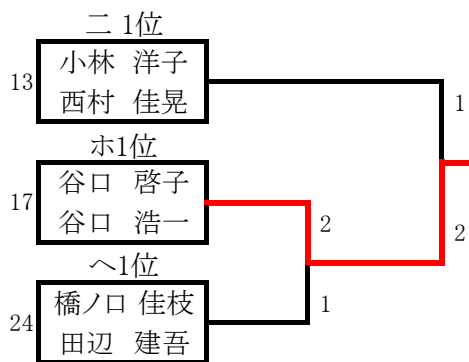 ニ 1位
13
小林 洋子
西村 佳晃
1
ホ1位
17
谷口 啓子
谷口 浩一
2
2
ヘ1位
24
橋ノ口 佳枝
田辺 建吾
1